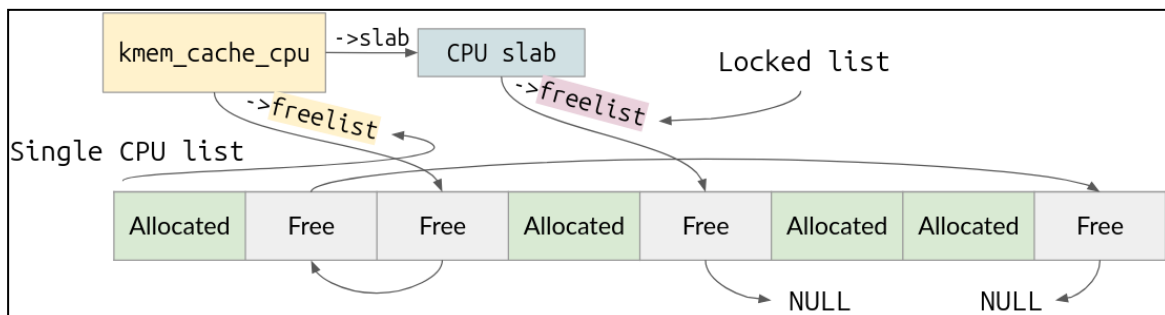 ->slab
kmem_cache_cpu
CPU slab
Locked list
->freelist
->freelist
Single CPU list
Allocated
Free
Free
Allocated
Free
Allocated
Allocated
Free
NULL
NULL